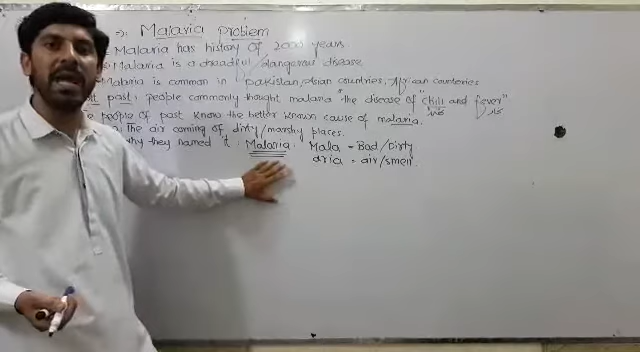 ⇒ Malaria problem
Malaria has history of 2000 years
Malaria is a dreadful/dangerous disease
Malaria is common in Pakistan, Asian countries, African counteries
past: people commonly thought malaria "the disease of "chill and fever"
people of past know the better known cause of malaria.
The air coming of dirty/marshy places.
why they named it: Malaria Mala = Bad/Dirty
aria = air/smell.